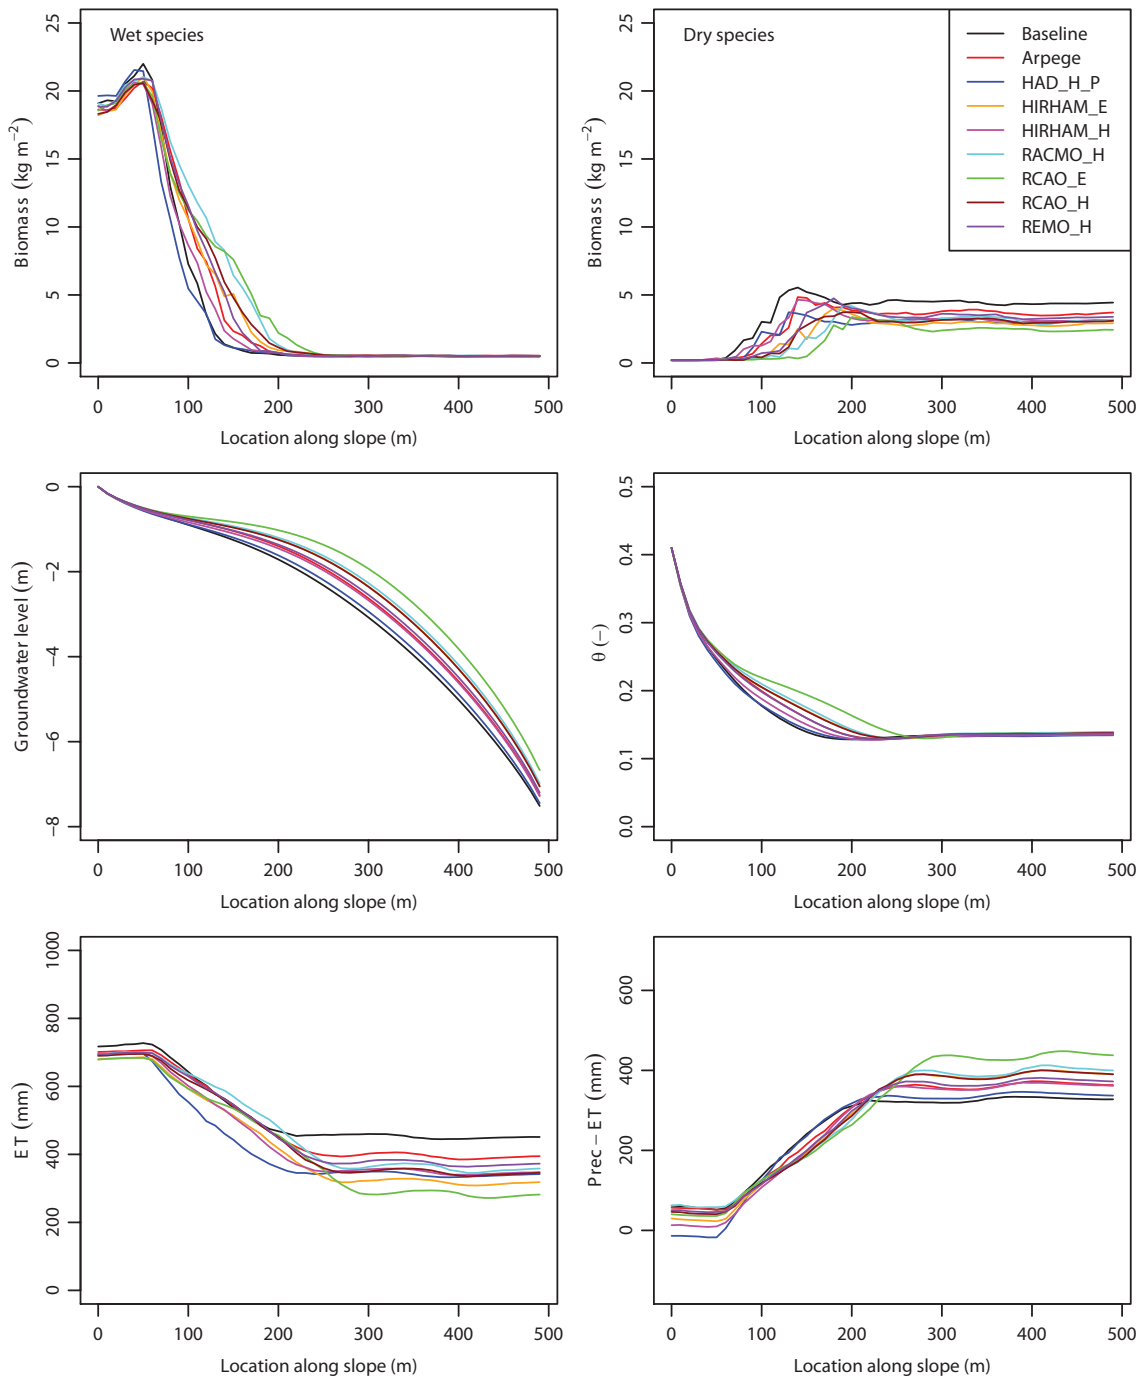 Wet species
Biomass (kg m−2)
0
5
10
15
20
25
0 100 200 300 400 500
Location along slope (m)
Dry species
Biomass (kg m−2)
0
5
10
15
20
25
0 100 200 300 400 500
Location along slope (m)
Baseline
Arpege
HAD_H_P
HIRHAM_E
HIRHAM_H
RACMO_H
RCAO_E
RCAO_H
REMO_H
Groundwater level (m)
−8
−6
−4
−2
0
0 100 200 300 400 500
Location along slope (m)
θ (−)
0.0
0.1
0.2
0.3
0.4
0.5
0 100 200 300 400 500
Location along slope (m)
ET (mm)
0
200
400
600
800
1000
0 100 200 300 400 500
Location along slope (m)
Prec − ET (mm)
0
200
400
600
0 100 200 300 400 500
Location along slope (m)